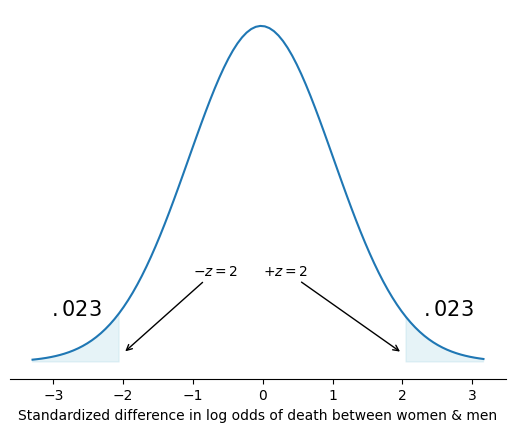 −z = 2 +z = 2
.023 .023
−3 −2 −1 0 1 2 3
Standardized difference in log odds of death between women & men